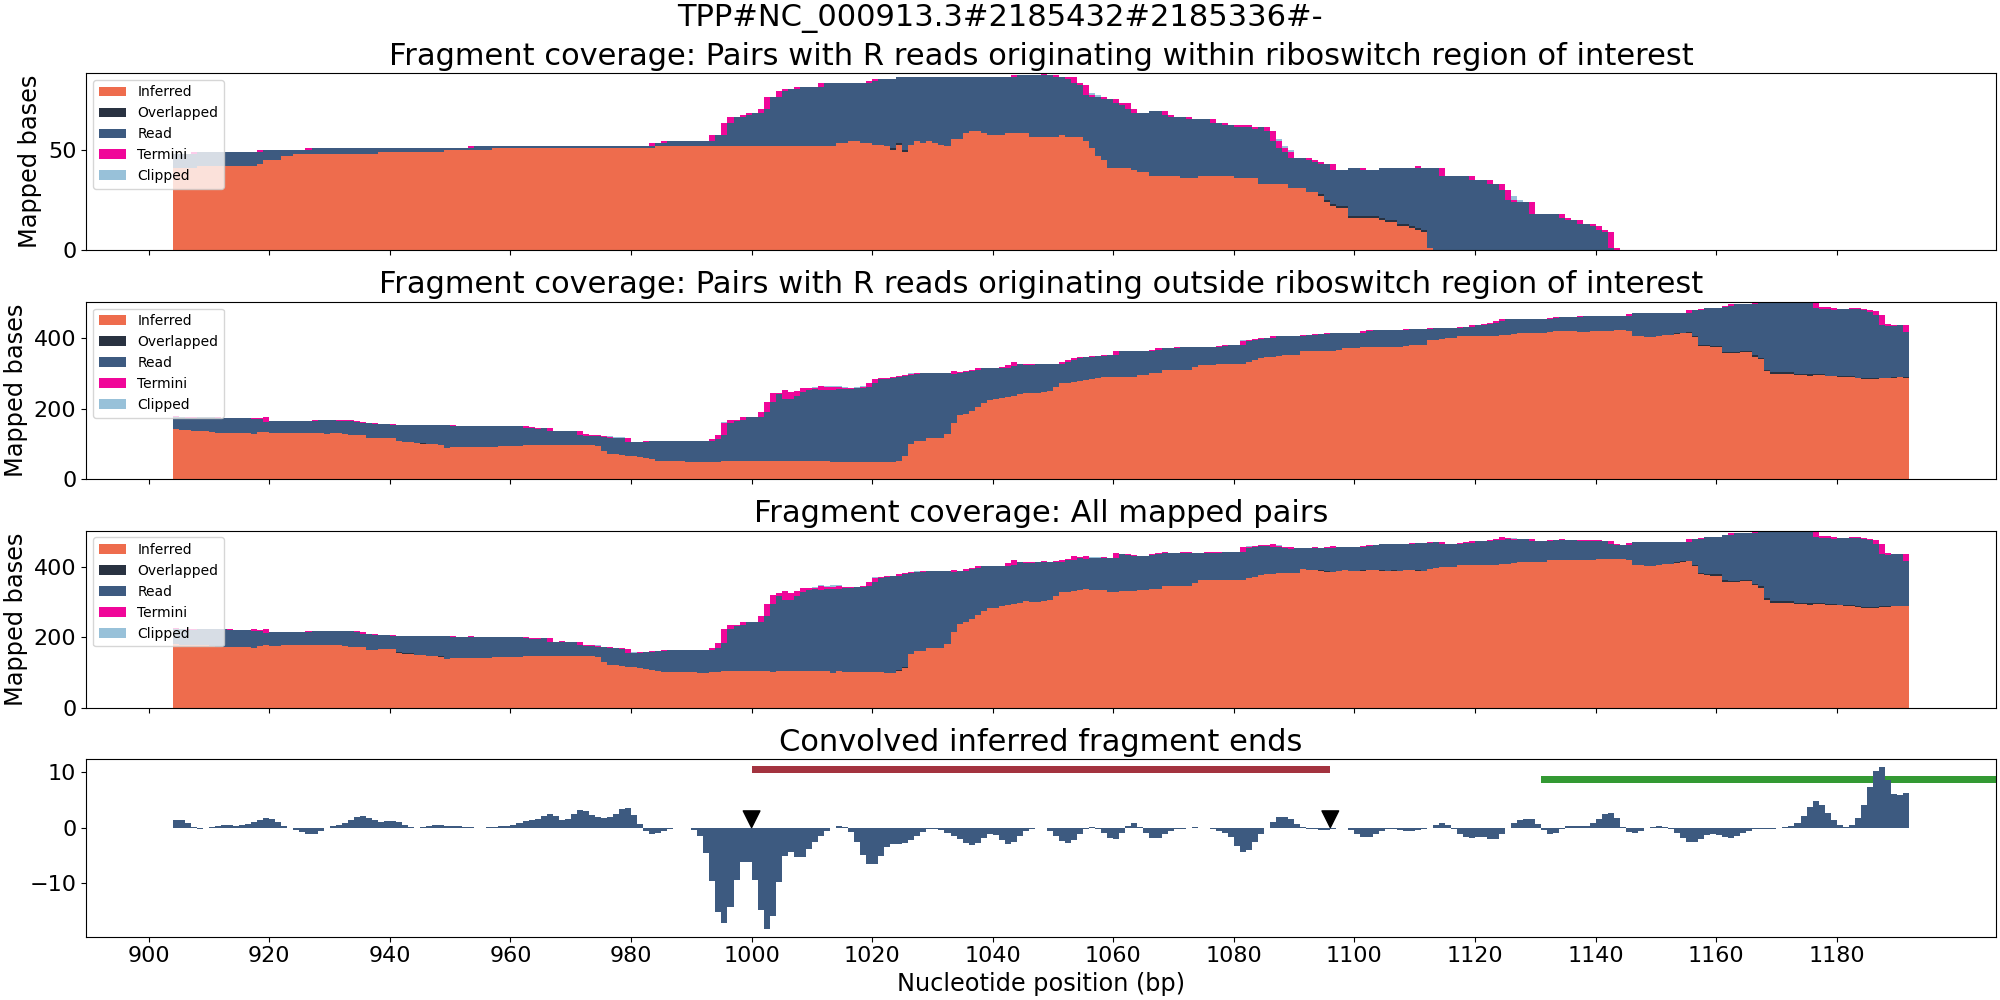 TPP#NC_000913.3#2185432#2185336#-
Fragment coverage: Pairs with R reads originating within riboswitch region of interest
Mapped bases
50
0
Inferred
Overlapped
Read
Termini
Clipped
Fragment coverage: Pairs with R reads originating outside riboswitch region of interest
Mapped bases
400
200
0
Inferred
Overlapped
Read
Termini
Clipped
Fragment coverage: All mapped pairs
Mapped bases
400
200
0
Inferred
Overlapped
Read
Termini
Clipped
Convolved inferred fragment ends
10
0
−10
900 920 940 960 980 1000 1020 1040 1060 1080 1100 1120 1140 1160 1180
Nucleotide position (bp)